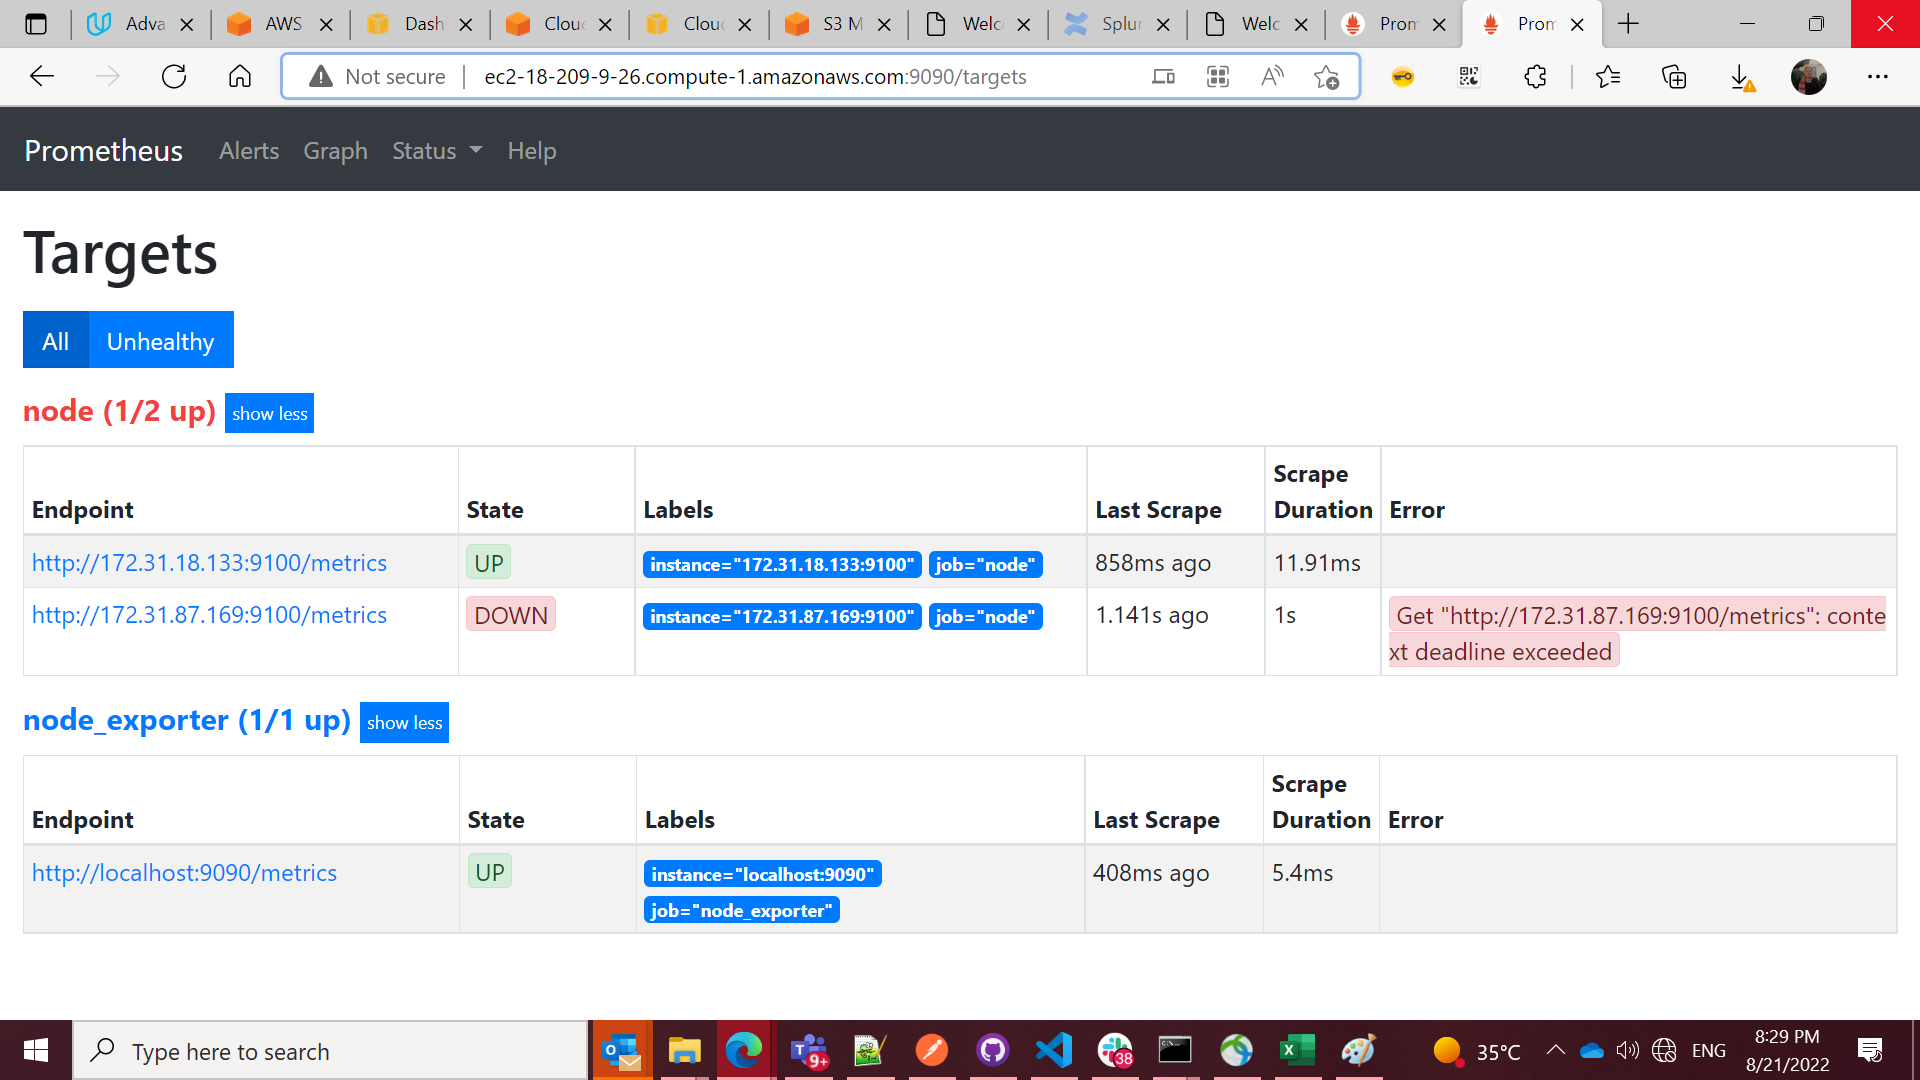 Adva
AWS
Dash
Clou
Clou
S3 M
Welc
Splun
Welc
Prom
Prom
Not secure
ec2-18-209-9-26.compute-1.amazonaws.com:9090/targets
Prometheus Alerts Graph Status Help
Targets
All Unhealthy
node (1/2 up) show less
Endpoint State Labels Last Scrape Scrape Duration Error
http://172.31.18.133:9100/metrics UP instance="172.31.18.133:9100" job="node" 858ms ago 11.91ms
http://172.31.87.169:9100/metrics DOWN instance="172.31.87.169:9100" job="node" 1.141s ago 1s Get "http://172.31.87.169:9100/metrics": conte
xt deadline exceeded
node_exporter (1/1 up) show less
Endpoint State Labels Last Scrape Scrape Duration Error
http://localhost:9090/metrics UP instance="localhost:9090" 408ms ago 5.4ms
job="node_exporter"
Type here to search
9+
38
35°C
ENG
8:29 PM
8/21/2022